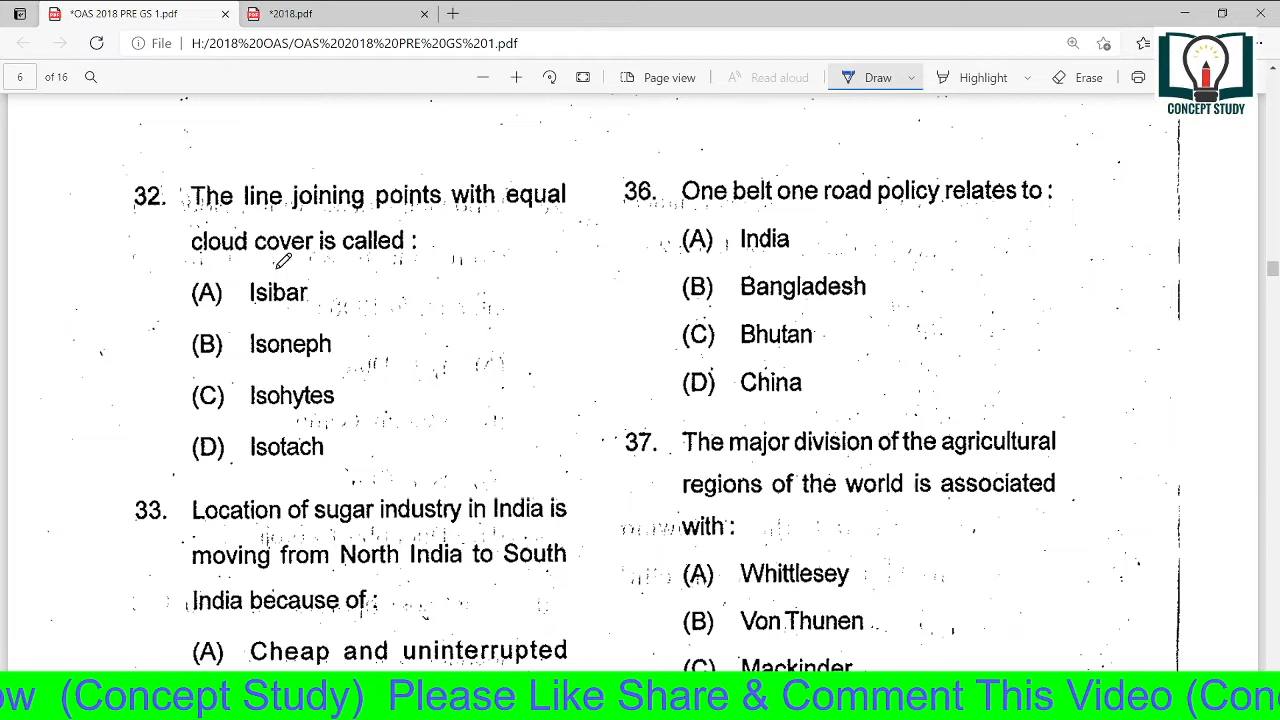 *OAS 2018 PRE GS 1.pdf
*2018.pdf
File H:/2018%20OAS/OAS%202018%20PRE%20GS%201.pdf
6 of 16 Page view Read aloud Draw Highlight Erase
CONCEPT STUDY
32. The line joining points with equal
cloud cover is called :
(A) Isibar
(B) Isoneph
(C) Isohytes
(D) Isotach
33. Location of sugar industry in India is
moving from North India to South
India because of :
(A) Cheap and uninterrupted
36. One belt one road policy relates to :
(A) India
(B) Bangladesh
(C) Bhutan
(D) China
37. The major division of the agricultural
regions of the world is associated
with :
(A) Whittlesey
(B) Von Thunen
(C) Mackinder
ow (Concept Study) Please Like Share & Comment This Video (Con